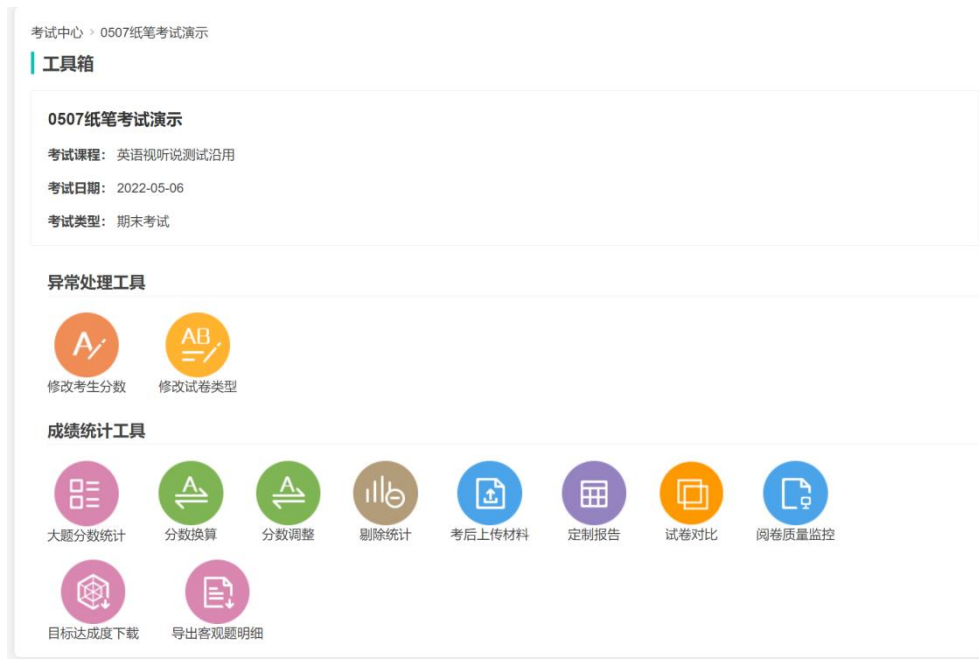 考试中心 > 0507纸笔考试演示
工具箱
0507纸笔考试演示
考试课程： 英语视听说测试沿用
考试日期： 2022-05-06
考试类型： 期末考试
异常处理工具
A AB
修改考生分数 修改试卷类型
成绩统计工具
A A
大题分数统计 分数换算 分数调整 剔除统计 考后上传材料 定制报告 试卷对比 阅卷质量监控
目标达成度下载 导出客观题明细